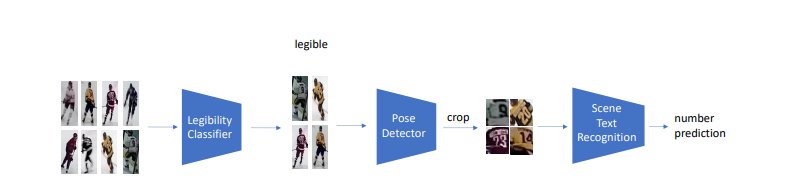 legible
Legibility
Classifier
Pose
Detector
crop
Scene
Text
Recognition
number
prediction